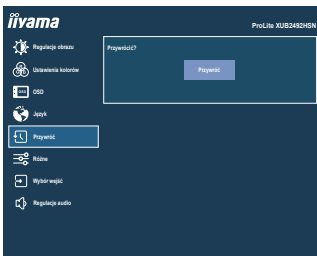 iiyama
ProLite XUB2492HSN
Regulacje obrazu
Ustawienia kolorów
OSD
Język
Przywróć
Różne
Wybór wejść
Regulacje audio
Przywrócić?
Przywróć